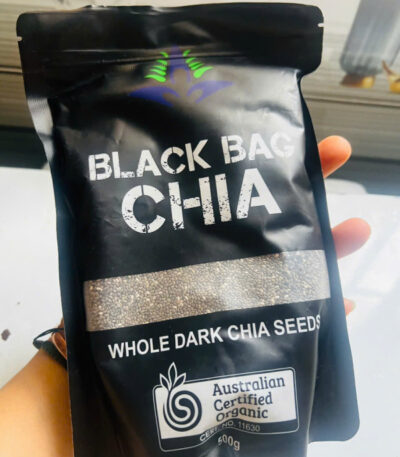 BLACK BAG
CHIA
WHOLE DARK CHIA SEEDS
Australian
Certified
Organic
CERT. NO. 11630
500g